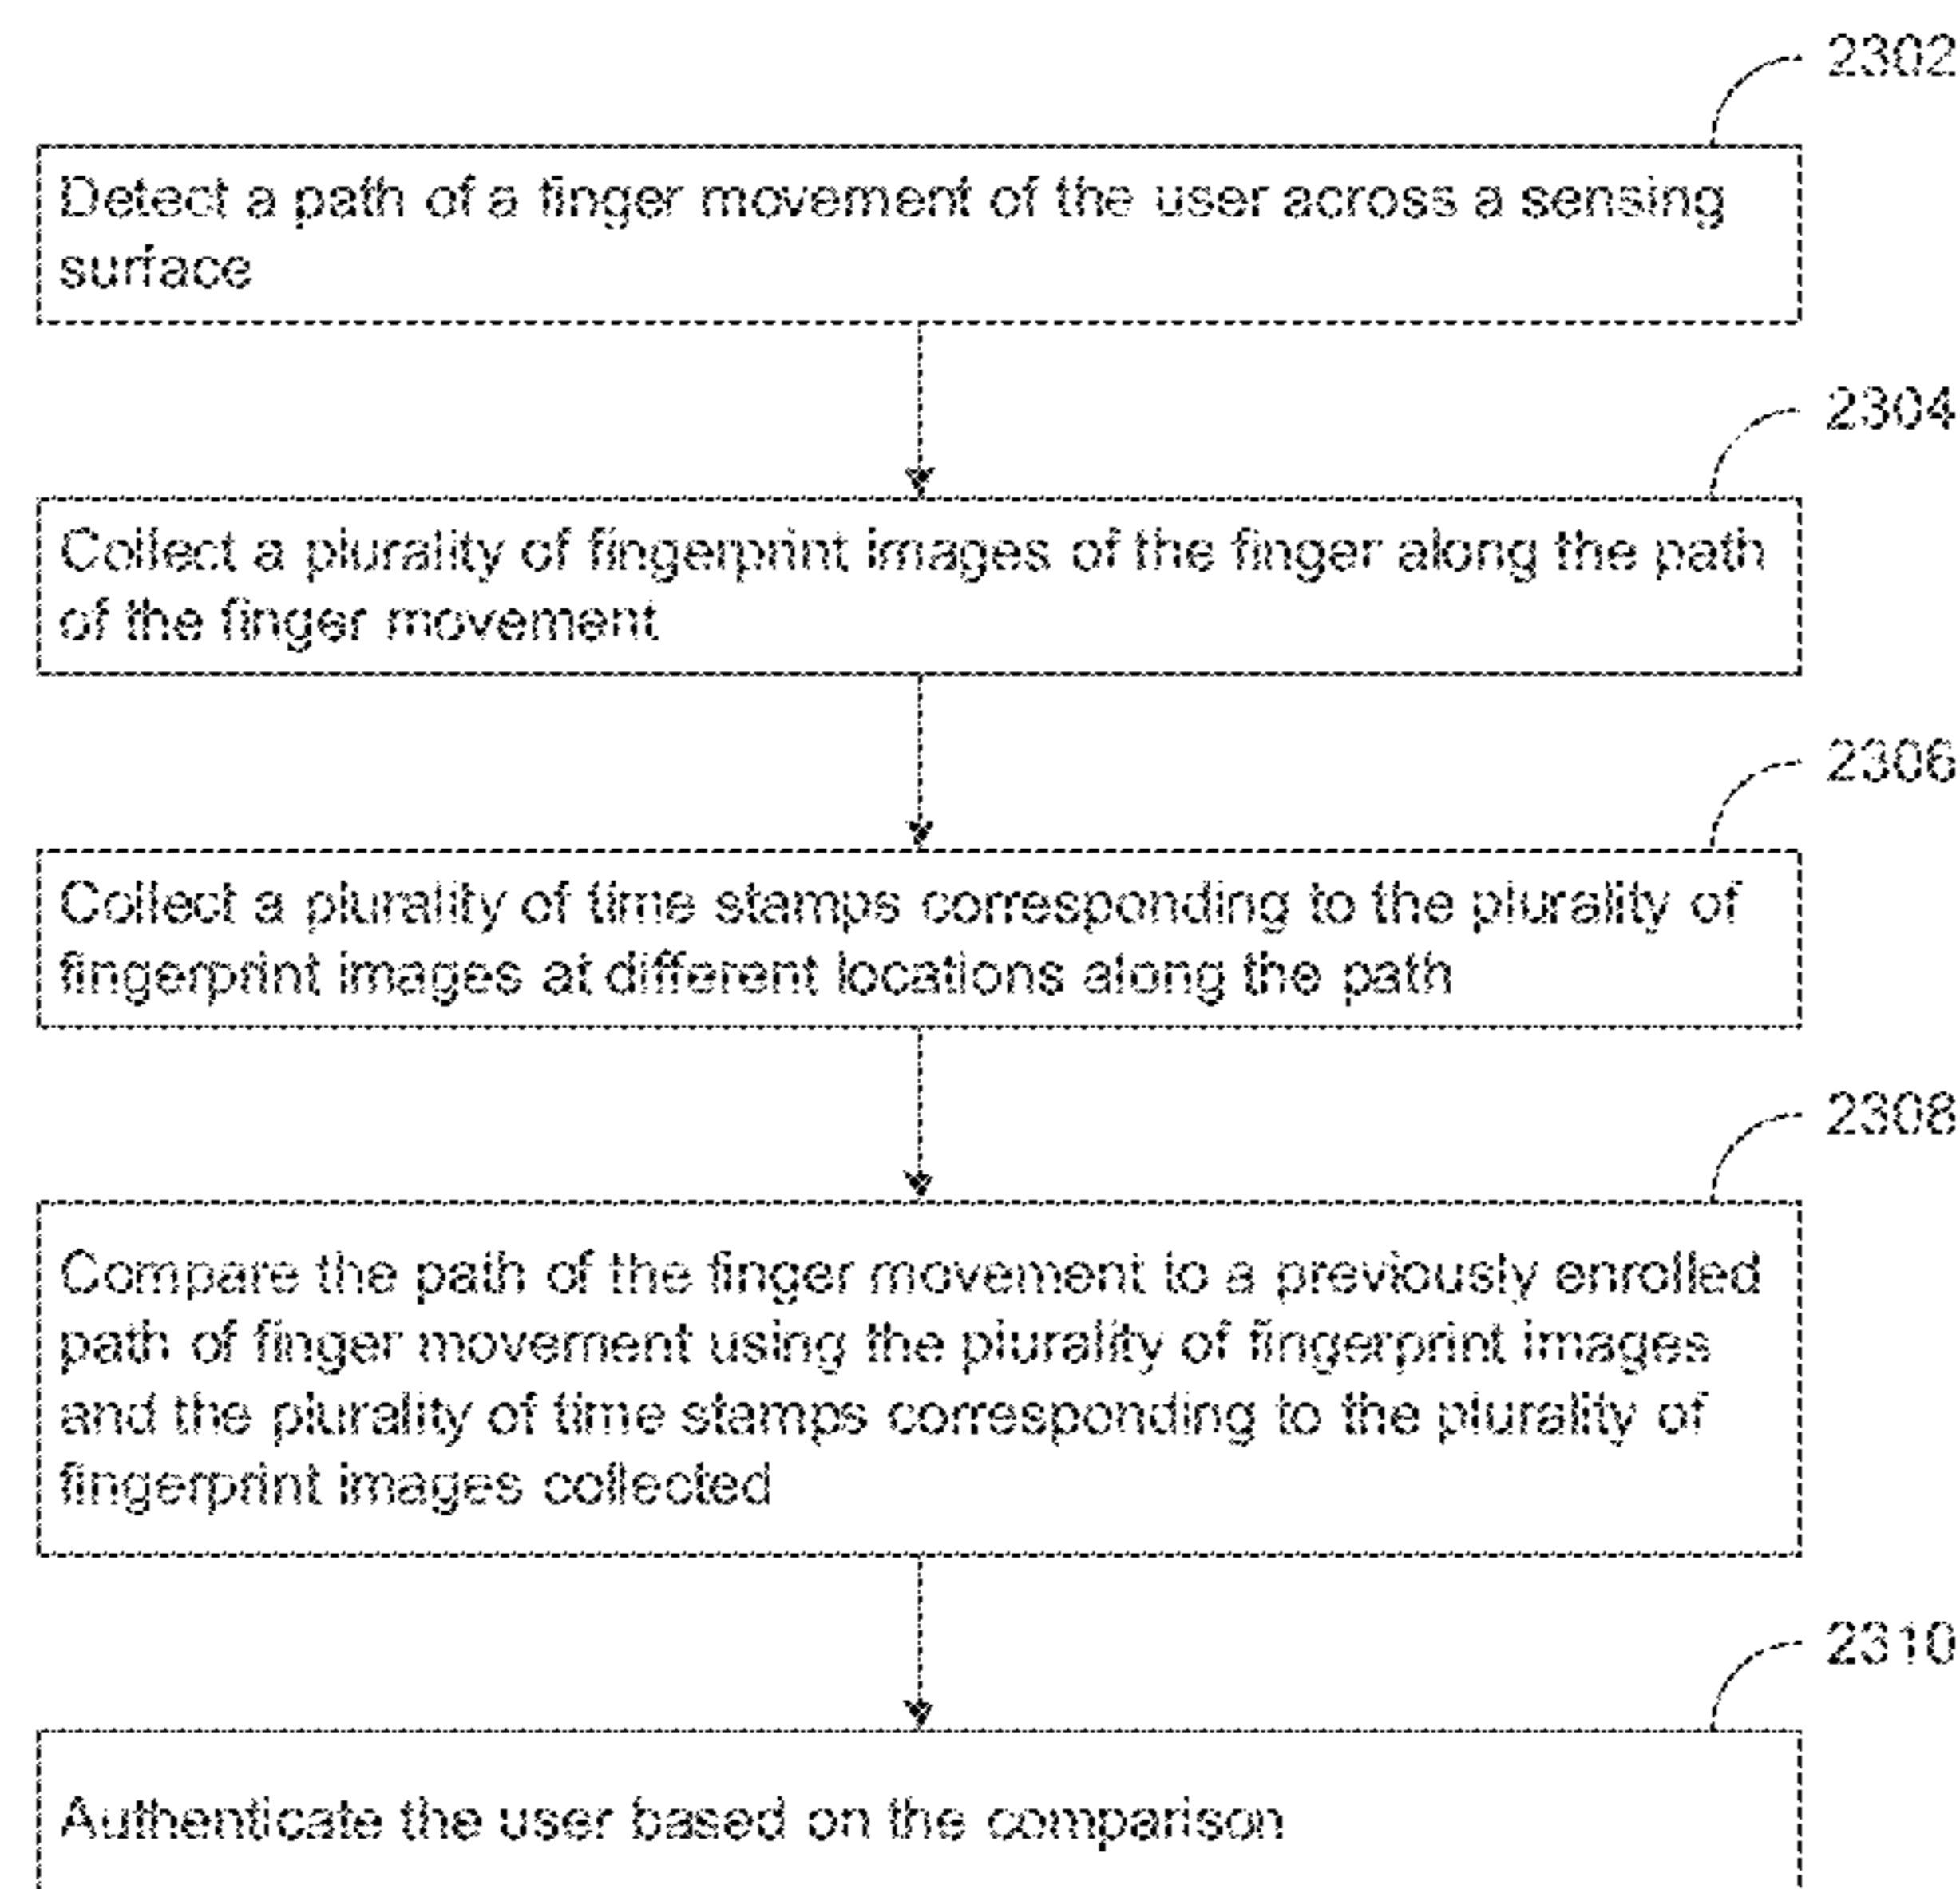 2302
Detect a path of a finger movement of the user across a sensing
surface
2304
Collect a plurality of fingerprint images of the finger along the path
of the finger movement
2306
Collect a plurality of time stamps corresponding to the plurality of
fingerprint images at different locations along the path
2308
Compare the path of the finger movement to a previously enrolled
path of finger movement using the plurality of fingerprint images
and the plurality of time stamps corresponding to the plurality of
fingerprint images collected
2310
Authenticate the user based on the comparison